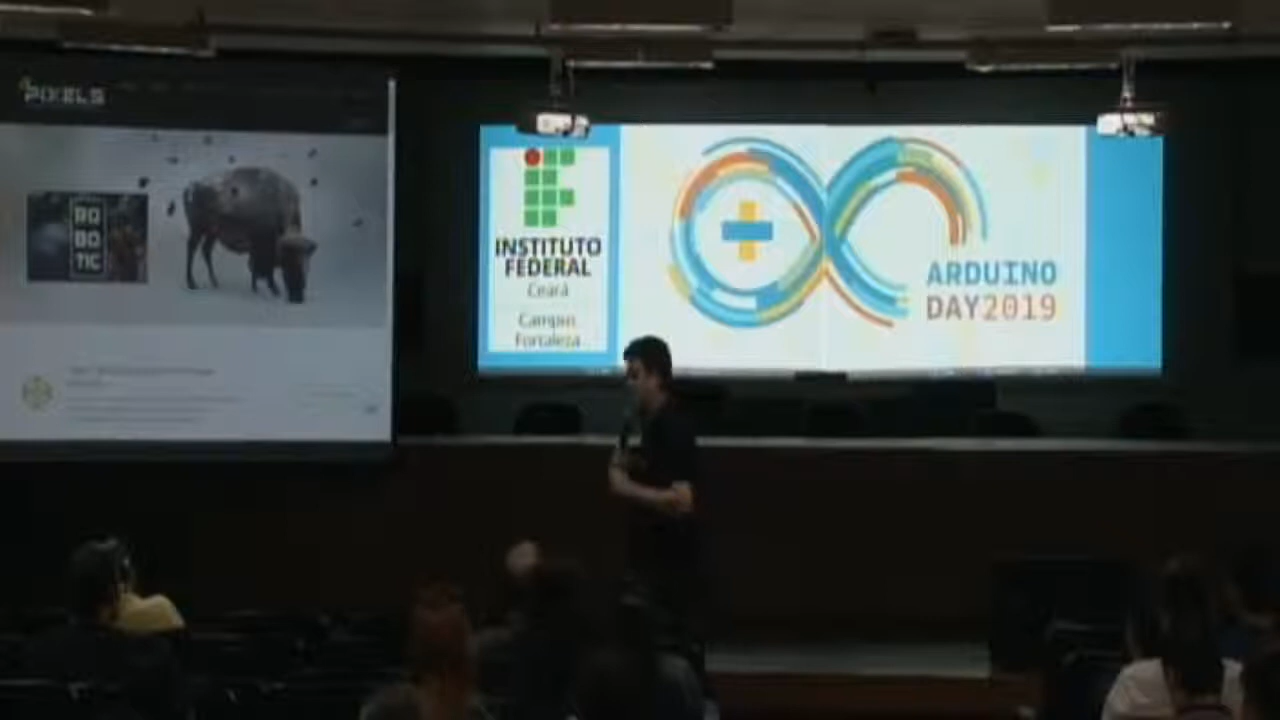 PIXELS
RO
BO
TIC
INSTITUTO
FEDERAL
Ceará
Campus
Fortaleza
ARDUINO
DAY2019